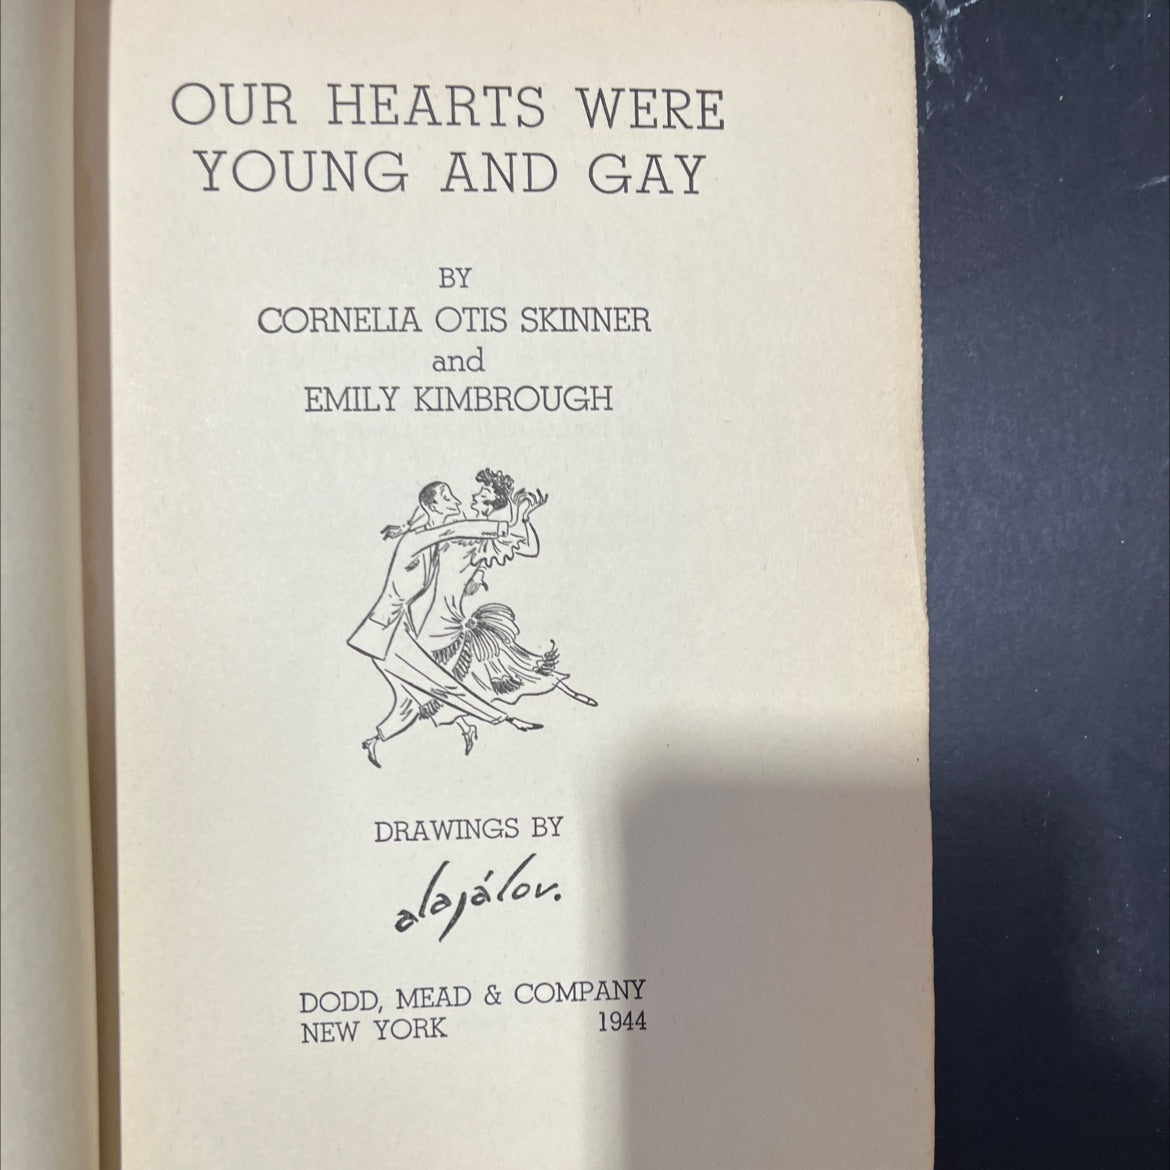 OUR HEARTS WERE
YOUNG AND GAY
BY
CORNELIA OTIS SKINNER
and
EMILY KIMBROUGH
DRAWINGS BY
alajálov.
DODD, MEAD & COMPANY
NEW YORK 1944